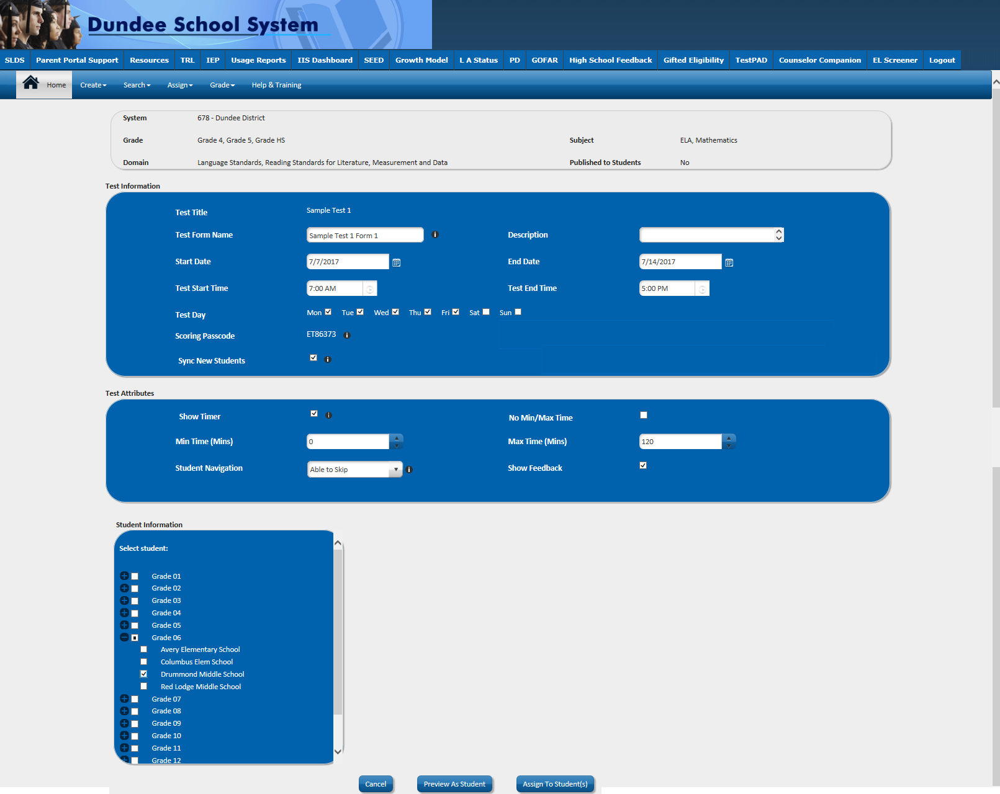 Dundee School System
SLDS Parent Portal Support Resources TRL IEP Usage Reports IIS Dashboard SEED Growth Model L A Status PD GOFAR High School Feedback Gifted Eligibility TestPAD Counselor Companion EL Screener Logout
Home Create Search Assign Grade Help & Training
System 678 - Dundee District
Grade Grade 4, Grade 5, Grade HS Subject ELA, Mathematics
Domain Language Standards, Reading Standards for Literature, Measurement and Data Published to Students No
Test Information
Test Title Sample Test 1
Test Form Name Sample Test 1 Form 1 Description
Start Date 7/7/2017 End Date 7/14/2017
Test Start Time 7:00 AM Test End Time 5:00 PM
Test Day Mon Tue Wed Thu Fri Sat Sun
Scoring Passcode ET86373
Sync New Students
Test Attributes
Show Timer No Min/Max Time
Min Time (Mins) 0 Max Time (Mins) 120
Student Navigation Able to Skip Show Feedback
Student Information
Select student:
Grade 01
Grade 02
Grade 03
Grade 04
Grade 05
Grade 06
Avery Elementary School
Columbus Elem School
Drummond Middle School
Red Lodge Middle School
Grade 07
Grade 08
Grade 09
Grade 10
Grade 11
Grade 12
Cancel Preview As Student Assign To Student(s)